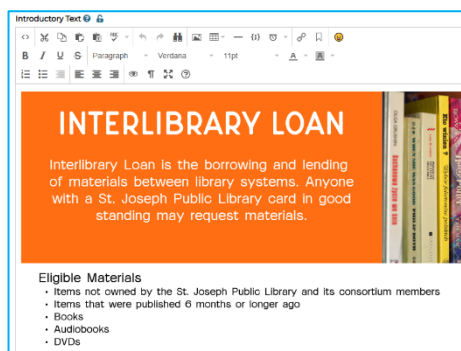 Introductory Text
B I U S Paragraph Verdana 11pt A A
INTERLIBRARY LOAN
Interlibrary Loan is the borrowing and lending
of materials between library systems. Anyone
with a St. Joseph Public Library card in good
standing may request materials.
Eligible Materials
• Items not owned by the St. Joseph Public Library and its consortium members
• Items that were published 6 months or longer ago
• Books
• Audiobooks
• DVDs